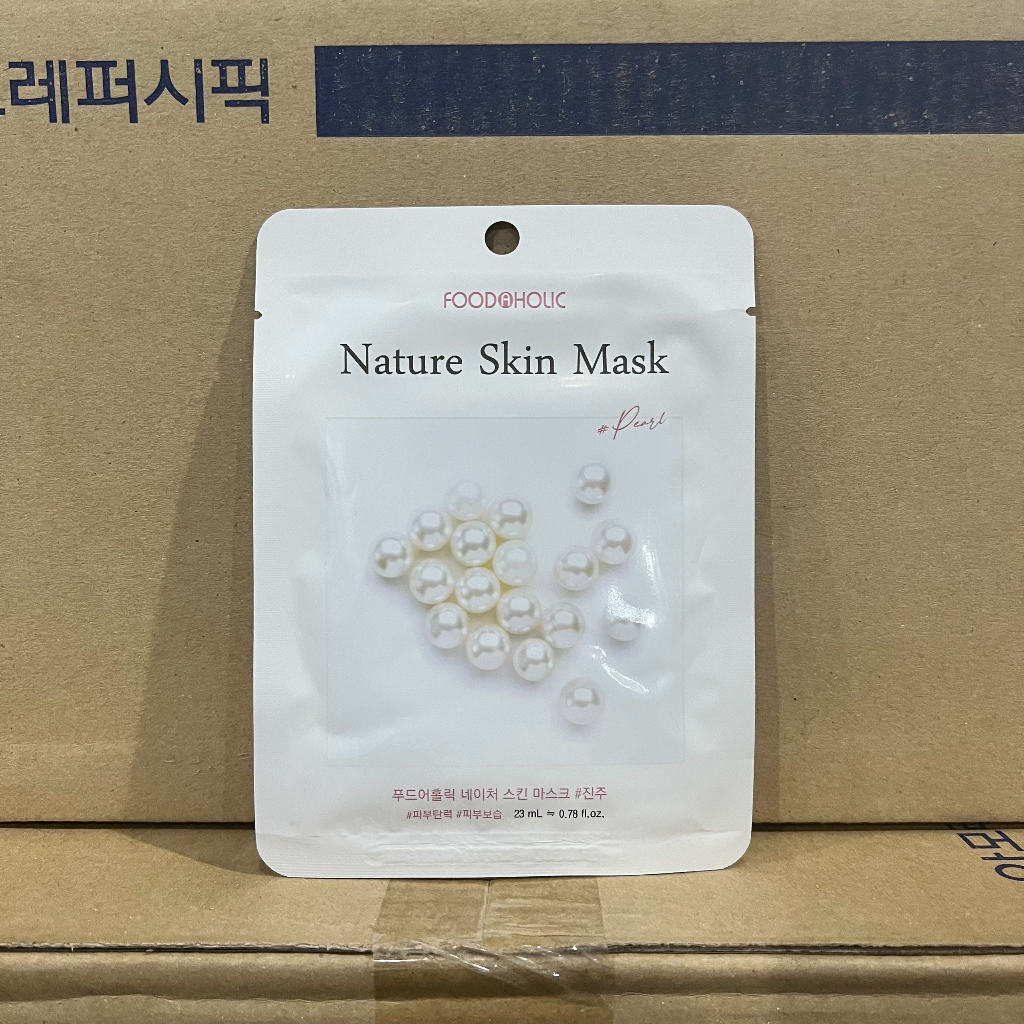 레퍼시픽
FOODAHOLIC
Nature Skin Mask
#Pearl
푸드어홀릭 네이처 스킨 마스크 #진주
#피부탄력 #피부보습 23 mL ≒ 0.78 fl.oz.